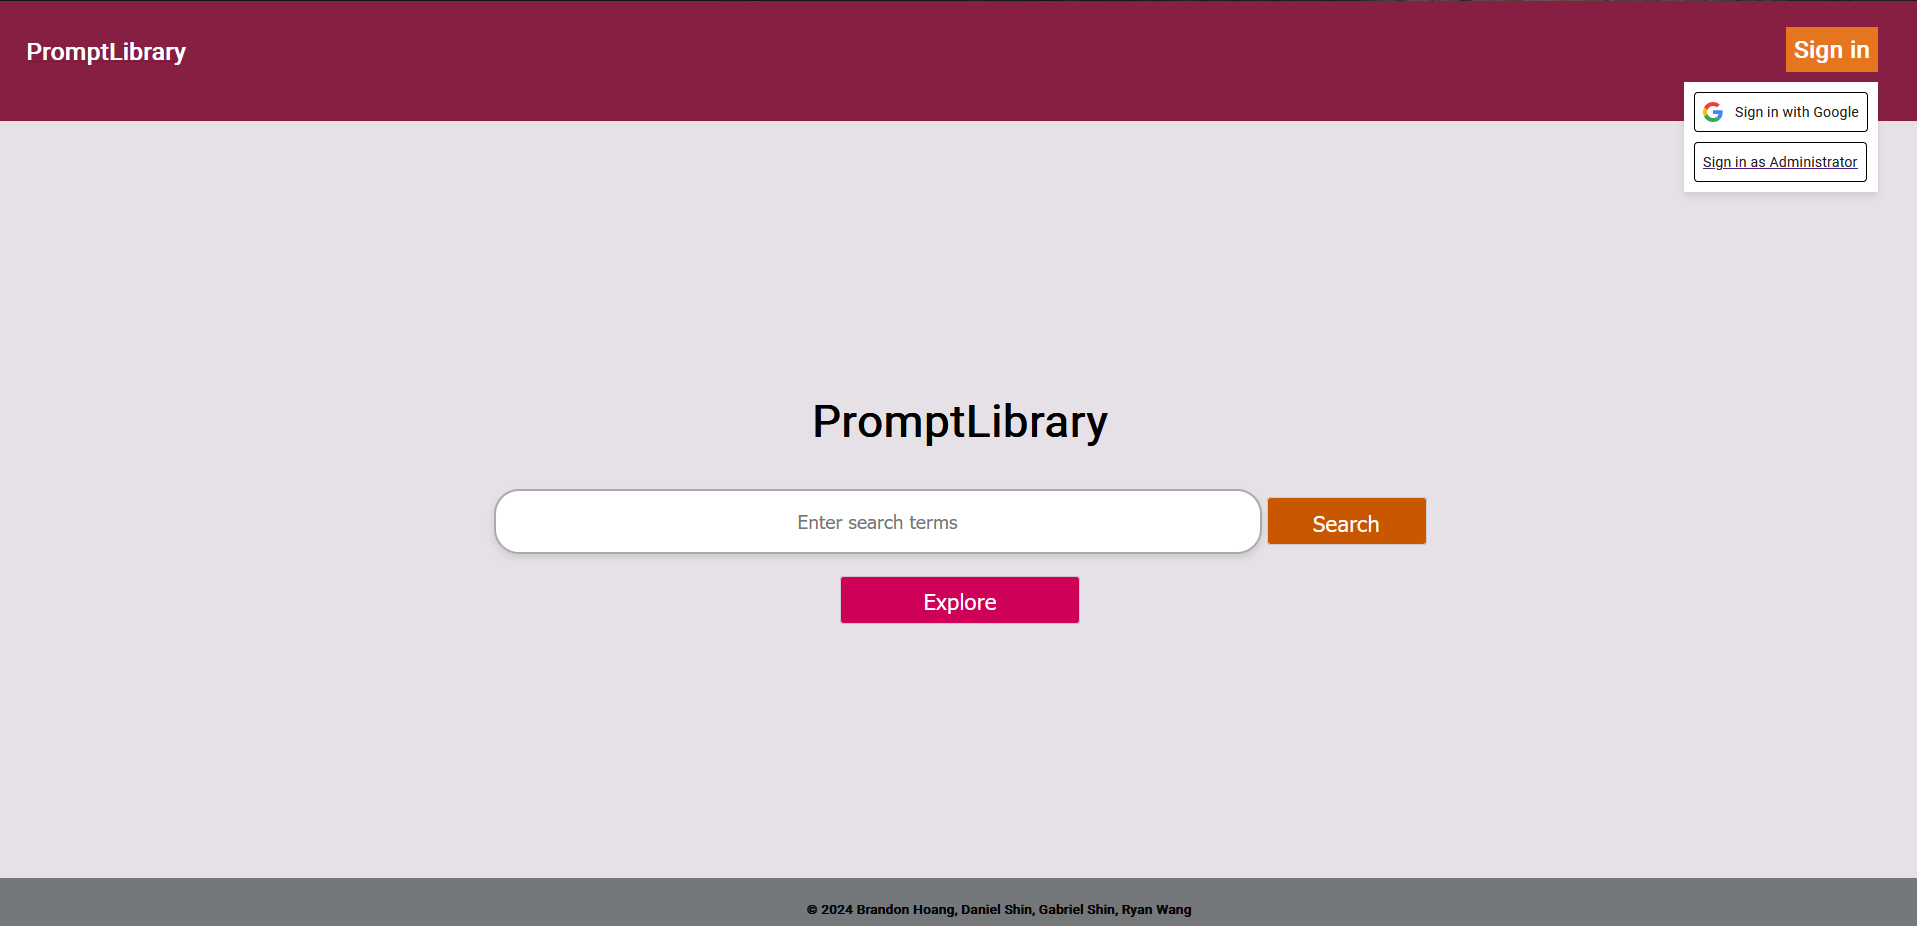 PromptLibrary
Sign in
Sign in with Google
Sign in as Administrator
PromptLibrary
Enter search terms
Search
Explore
© 2024 Brandon Hoang, Daniel Shin, Gabriel Shin, Ryan Wang